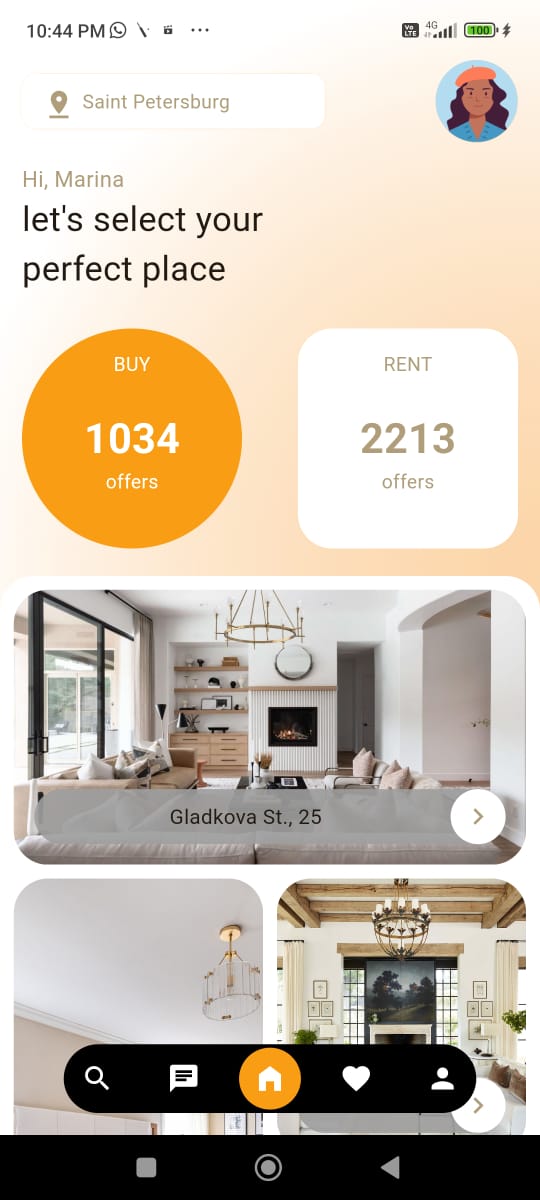 10:44 PM
Vo LTE 4G 100
Saint Petersburg
Hi, Marina
let's select your
perfect place
BUY
1034
offers
RENT
2213
offers
Gladkova St., 25